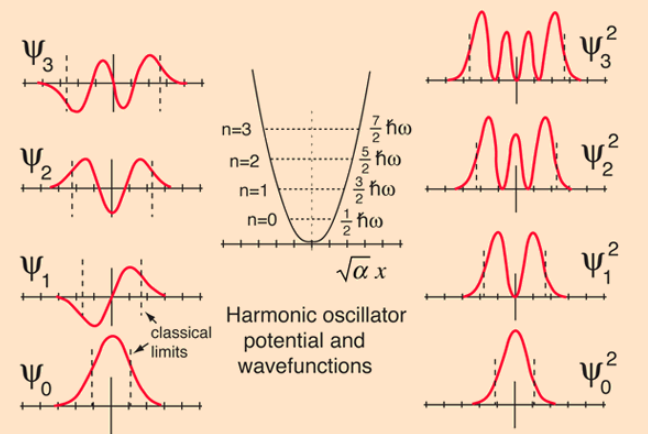 ψ₃
ψ₂
ψ₁
ψ₀
classical
limits
n=3
n=2
n=1
n=0
7/2 ħω
5/2 ħω
3/2 ħω
1/2 ħω
√α x
Harmonic oscillator
potential and
wavefunctions
ψ₃²
ψ₂²
ψ₁²
ψ₀²